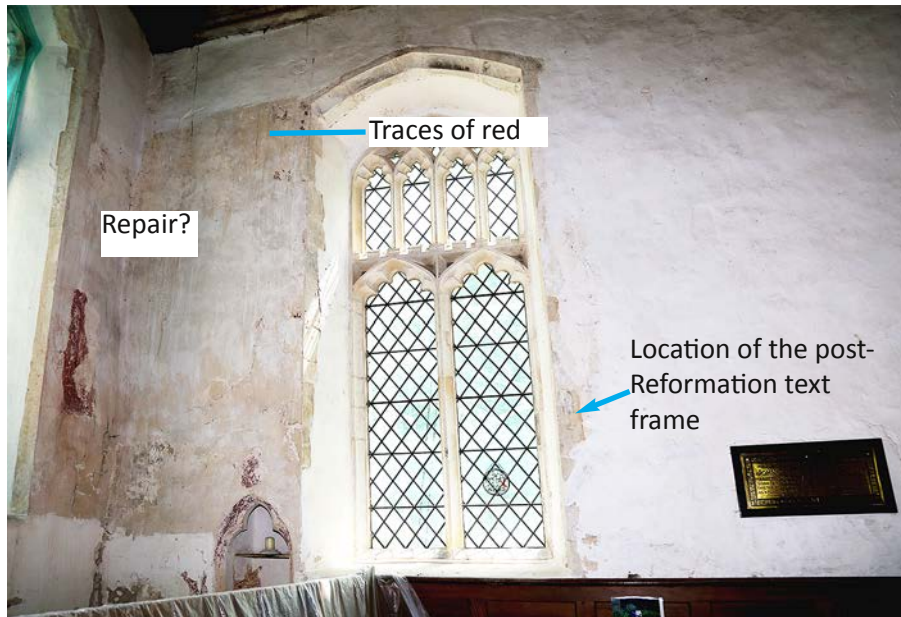 Traces of red
Repair?
Location of the post-
Reformation text
frame